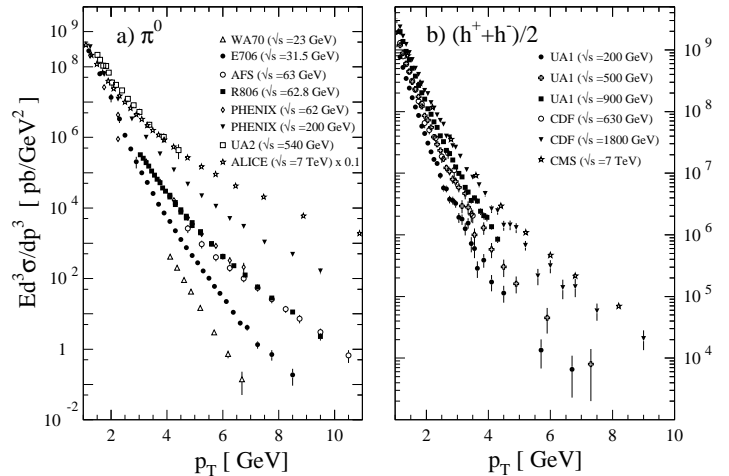 a) π⁰
WA70 (√s =23 GeV)
E706 (√s =31.5 GeV)
AFS (√s =63 GeV)
R806 (√s =62.8 GeV)
PHENIX (√s =62 GeV)
PHENIX (√s =200 GeV)
UA2 (√s =540 GeV)
ALICE (√s =7 TeV) x 0.1
Ed³σ/dp³ [ pb/GeV² ]
10⁹
10⁸
10⁶
10⁴
10²
1
10⁻²
2 4 6 8 10
p_T [ GeV]
b) (h⁺+h⁻)/2
UA1 (√s =200 GeV)
UA1 (√s =500 GeV)
UA1 (√s =900 GeV)
CDF (√s =630 GeV)
CDF (√s =1800 GeV)
CMS (√s =7 TeV)
10⁹
10⁸
10⁷
10⁶
10⁵
10⁴
2 4 6 8 10
p_T [ GeV]